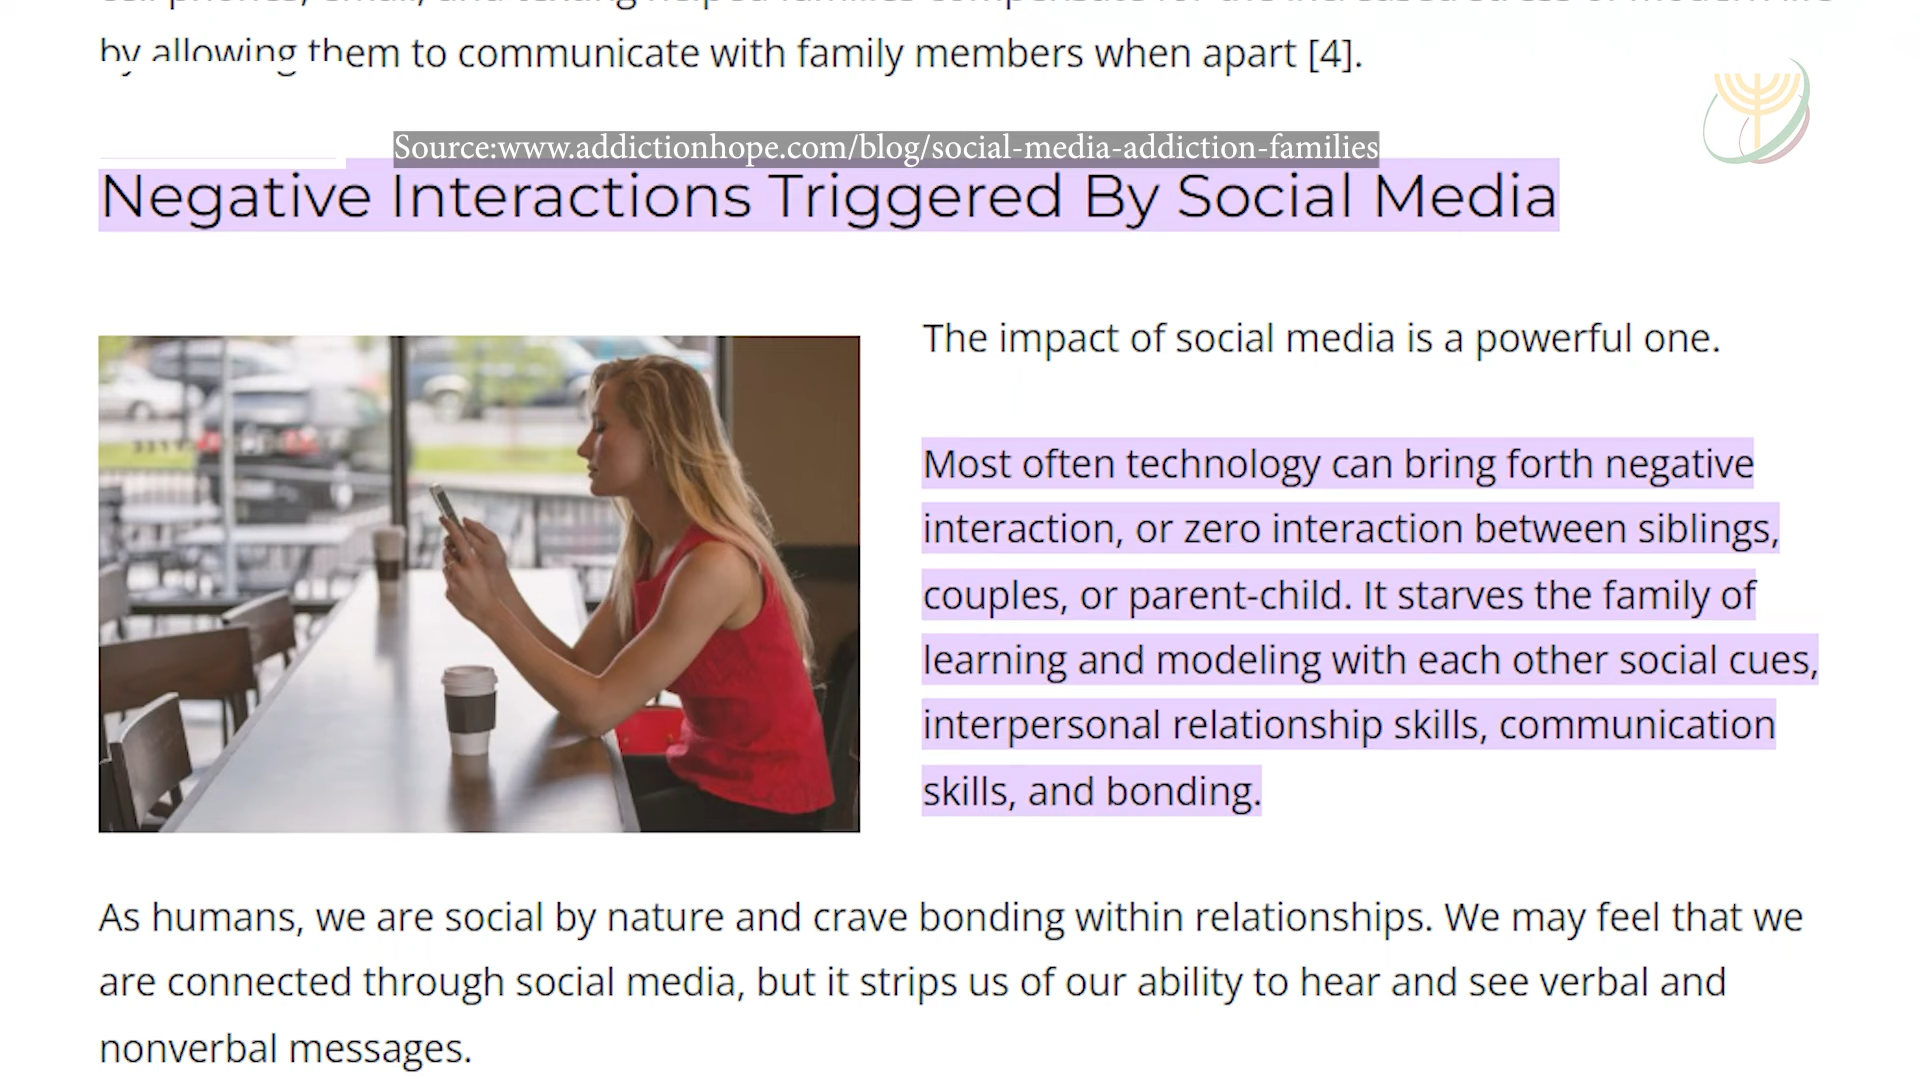 by allowing them to communicate with family members when apart [4].
Source:www.addictionhope.com/blog/social-media-addiction-families
Negative Interactions Triggered By Social Media
The impact of social media is a powerful one.
Most often technology can bring forth negative
interaction, or zero interaction between siblings,
couples, or parent-child. It starves the family of
learning and modeling with each other social cues,
interpersonal relationship skills, communication
skills, and bonding.
As humans, we are social by nature and crave bonding within relationships. We may feel that we
are connected through social media, but it strips us of our ability to hear and see verbal and
nonverbal messages.